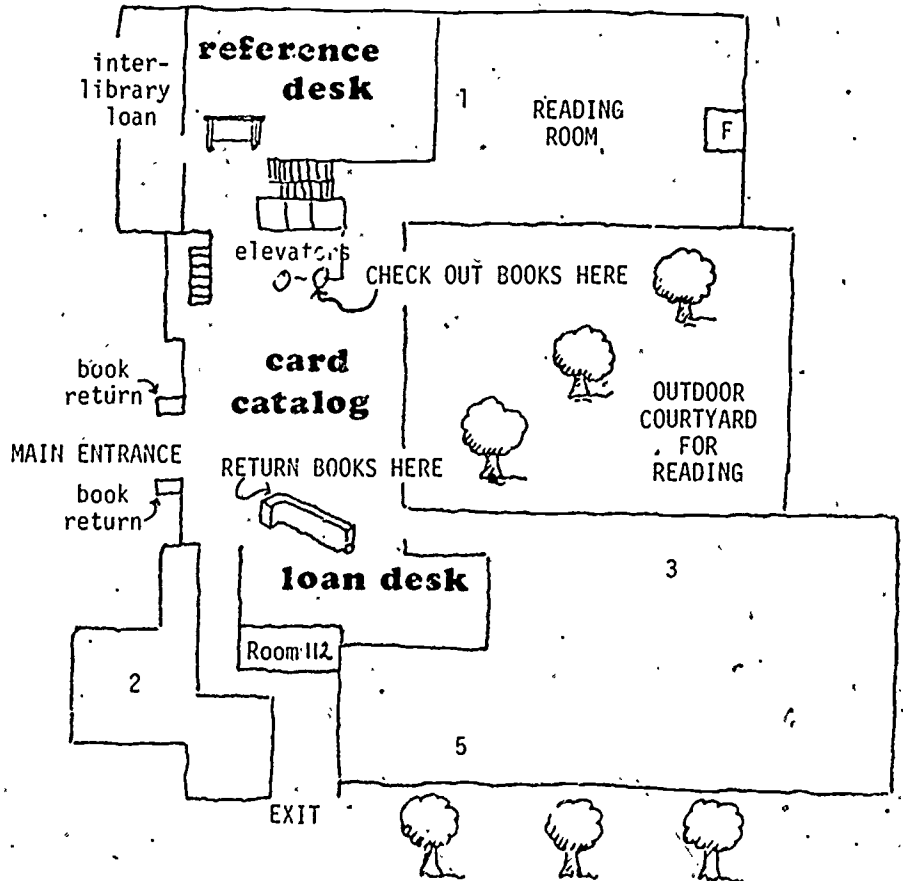 inter-
library
loan
reference
desk
1
READING
ROOM
F
elevators
CHECK OUT BOOKS HERE
book
return
card
catalog
OUTDOOR
COURTYARD
FOR
READING
MAIN ENTRANCE
RETURN BOOKS HERE
book
return
loan desk
3
Room 112
2
5
EXIT